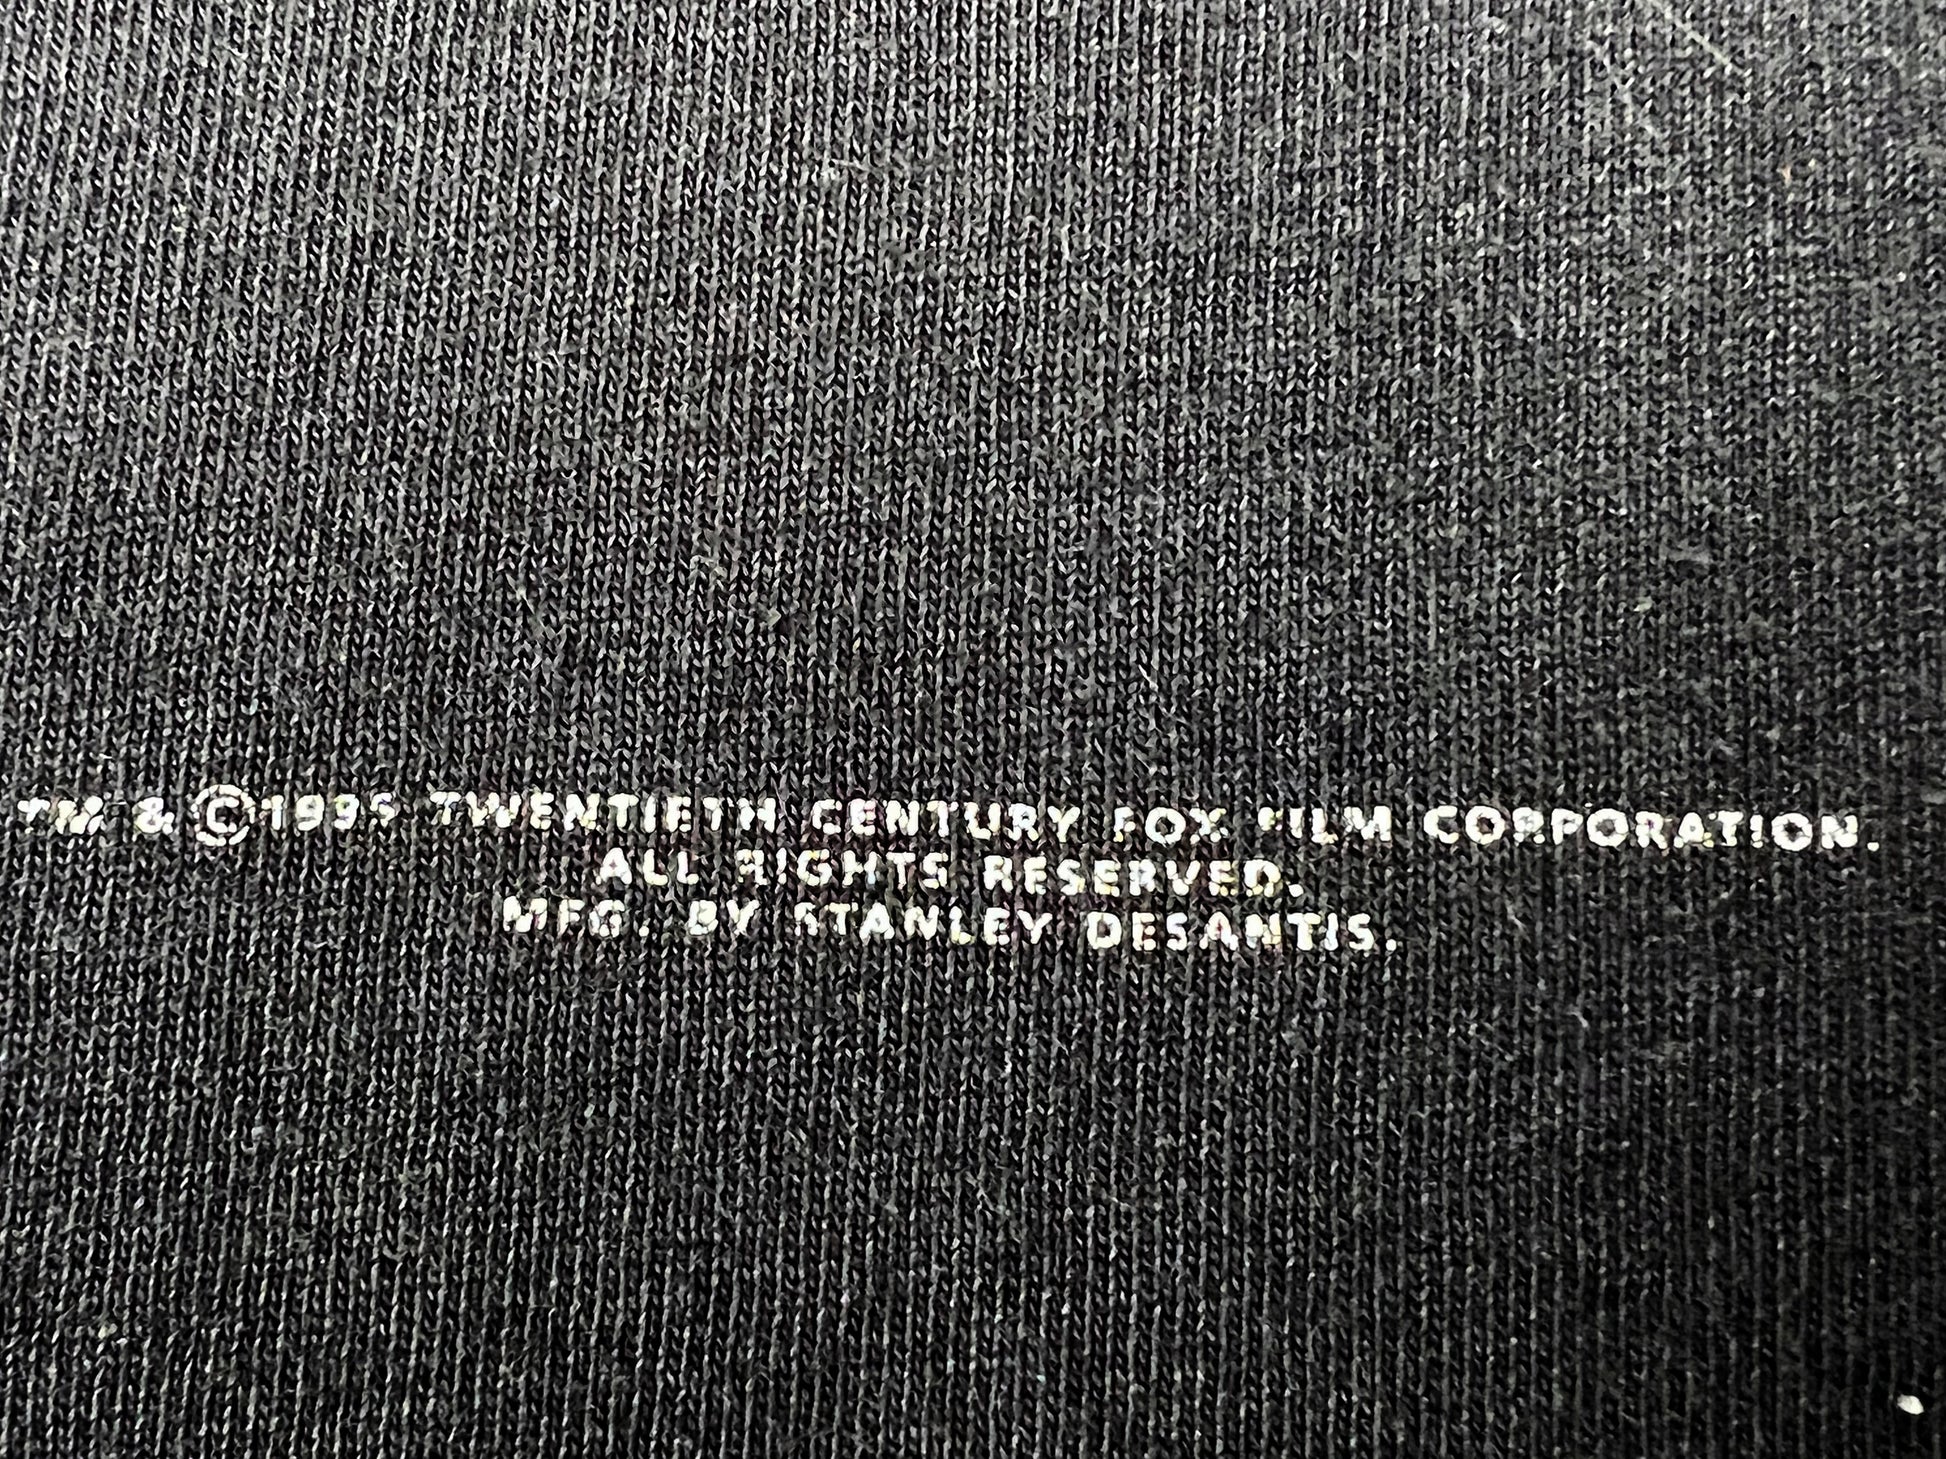 TM & ©1995 TWENTIETH CENTURY FOX FILM CORPORATION.
ALL RIGHTS RESERVED.
MFG. BY STANLEY DESANTIS.